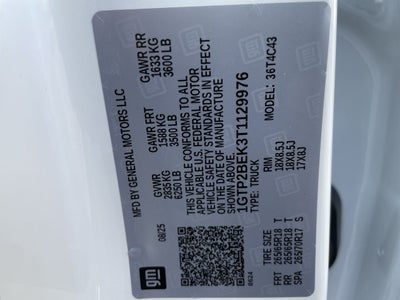 MFD BY GENERAL MOTORS LLC
08/25
GVWR GAWR FRT GAWR RR
2835 KG 1588 KG 1633 KG
6250 LB 3500 LB 3600 LB
THIS VEHICLE CONFORMS TO ALL
APPLICABLE U.S. FEDERAL MOTOR
VEHICLE SAFETY STANDARDS IN EFFECT
ON THE DATE OF MANUFACTURE
SHOWN ABOVE.
1GTP2BEK3T1129976
TYPE: TRUCK MODEL: 36T4C43
TIRE SIZE RIM
265/65R18 T 18X8.5J
RR 265/65R18 T 18X8.5J
SPA 265/70R17 S 17X8J
gm
6624